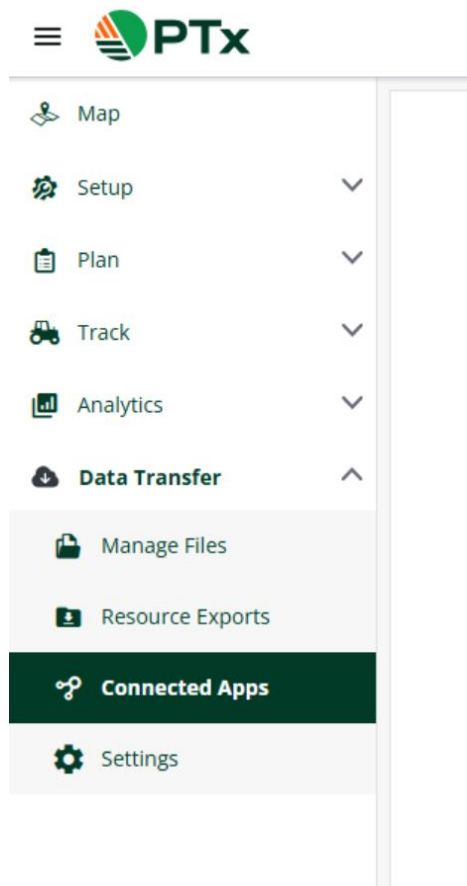 PTx
Map
Setup
Plan
Track
Analytics
Data Transfer
Manage Files
Resource Exports
Connected Apps
Settings